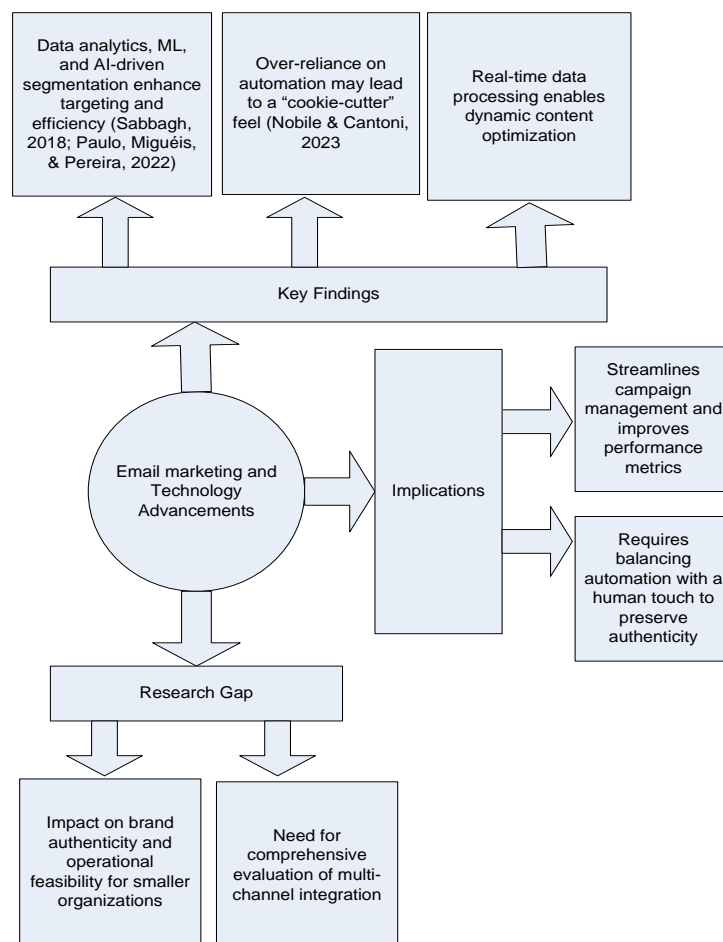 Data analytics, ML,
and AI-driven
segmentation enhance
targeting and
efficiency (Sabbagh,
2018; Paulo, Miguéis,
& Pereira, 2022)
Over-reliance on
automation may lead
to a “cookie-cutter”
feel (Nobile & Cantoni,
2023
Real-time data
processing enables
dynamic content
optimization
Key Findings
Email marketing and
Technology
Advancements
Implications
Streamlines
campaign
management and
improves
performance
metrics
Requires
balancing
automation with a
human touch to
preserve
authenticity
Research Gap
Impact on brand
authenticity and
operational
feasibility for smaller
organizations
Need for
comprehensive
evaluation of multi-
channel integration